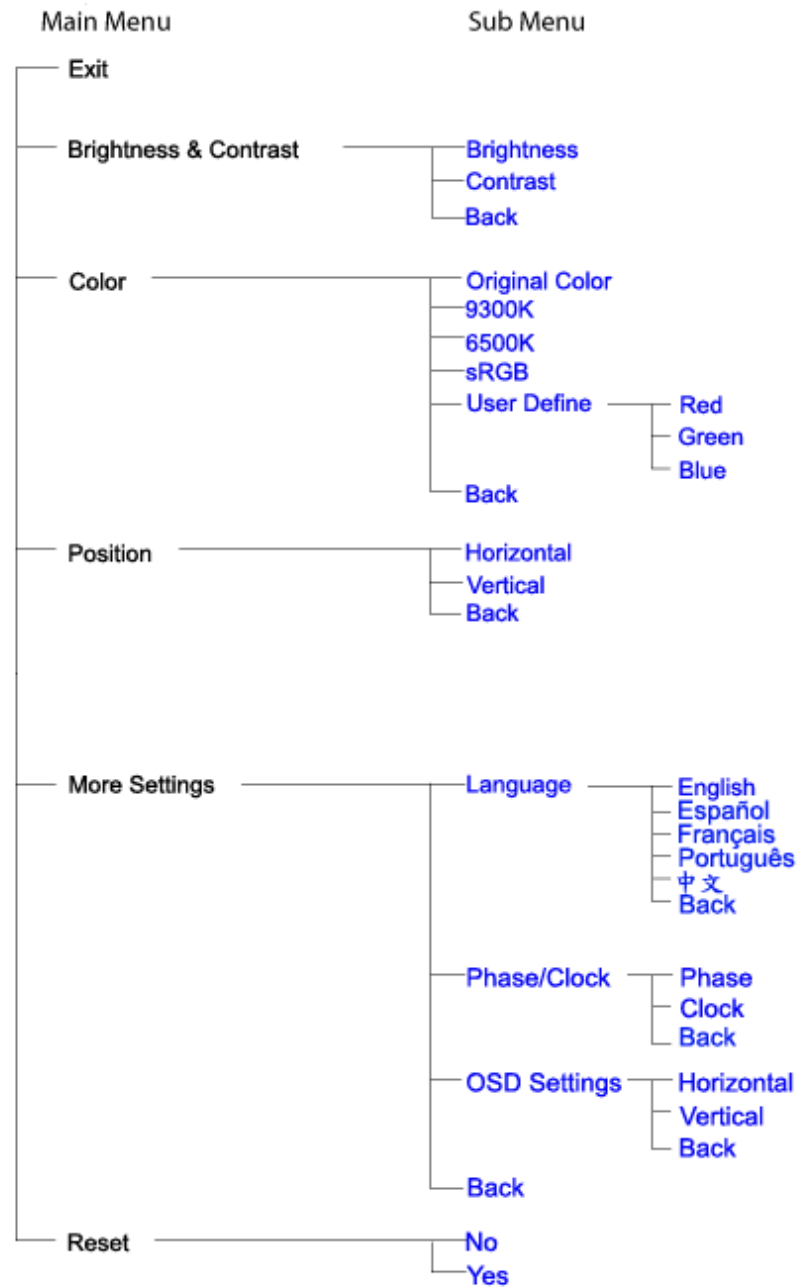 Main Menu Sub Menu
Exit
Brightness & Contrast Brightness
Contrast
Back
Color Original Color
9300K
6500K
sRGB
User Define Red
Green
Blue
Back
Position Horizontal
Vertical
Back
More Settings Language English
Español
Français
Português
中文
Back
Phase/Clock Phase
Clock
Back
OSD Settings Horizontal
Vertical
Back
Back
Reset No
Yes